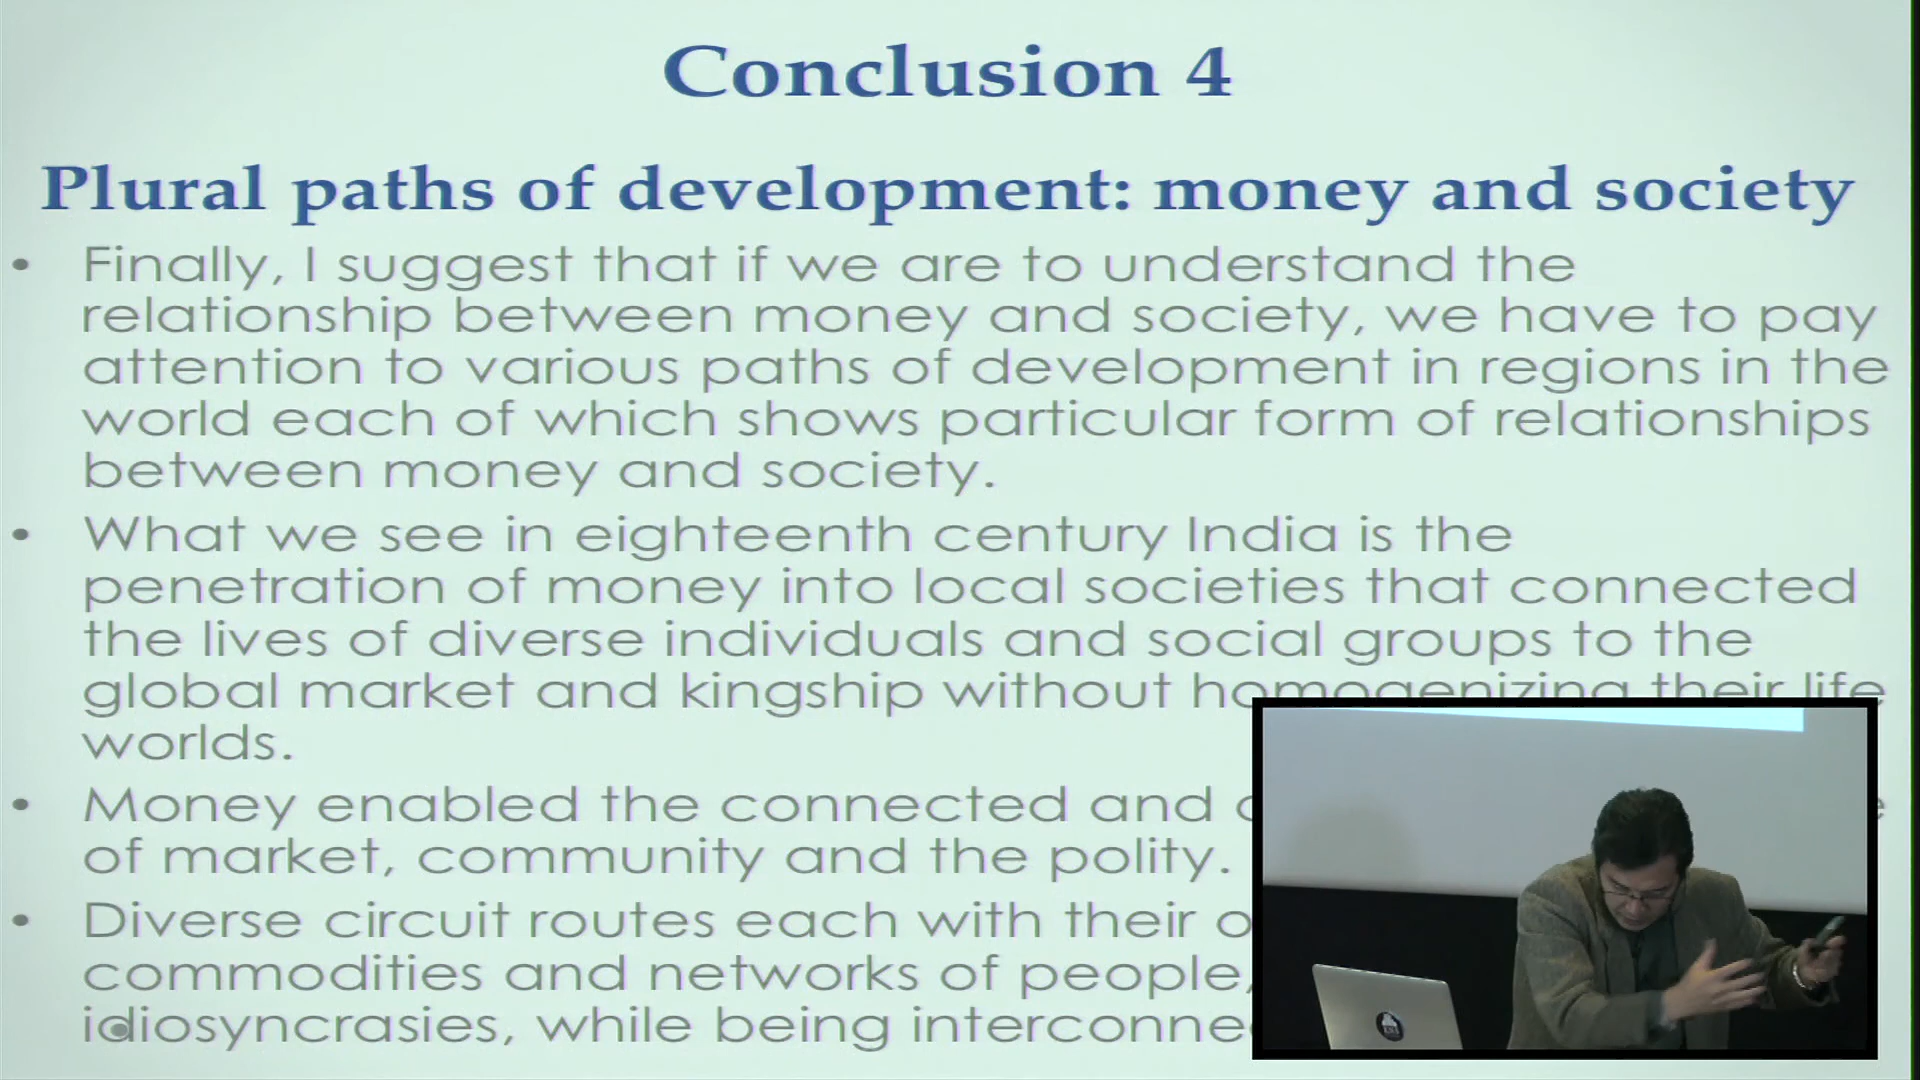 Conclusion 4
Plural paths of development: money and society
• Finally, I suggest that if we are to understand the
relationship between money and society, we have to pay
attention to various paths of development in regions in the
world each of which shows particular form of relationships
between money and society.
• What we see in eighteenth century India is the
penetration of money into local societies that connected
the lives of diverse individuals and social groups to the
global market and kingship without homogenizing their life
worlds.
• Money enabled the connected and
of market, community and the polity.
• Diverse circuit routes each with their
commodities and networks of people,
idiosyncrasies, while being